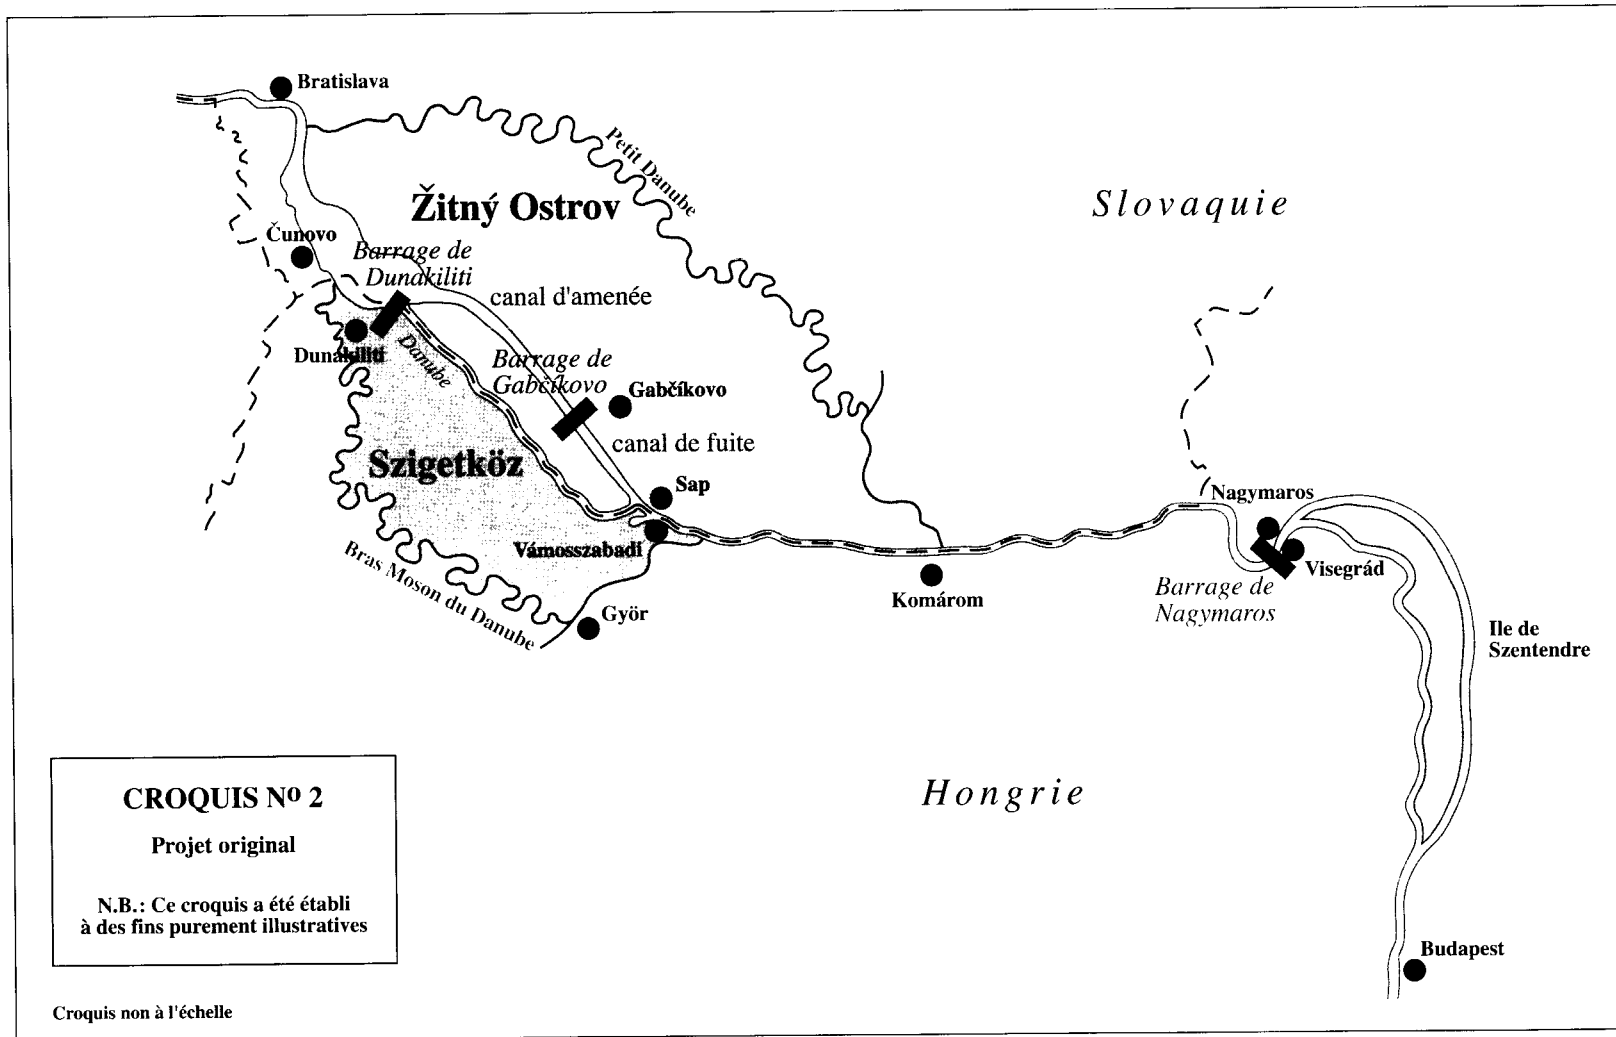 Bratislava
Petit Danube
Žitný Ostrov
Slovaquie
Čunovo
Barrage de
Dunakiliti
canal d'amenée
Dunakiliti
Danube
Barrage de
Gabčíkovo
Gabčíkovo
canal de fuite
Szigetköz
Sap
Nagymaros
Vámosszabadi
Bras Moson du Danube
Györ
Komárom
Visegrád
Barrage de
Nagymaros
Ile de
Szentendre
Hongrie
CROQUIS Nº 2
Projet original
N.B.: Ce croquis a été établi
à des fins purement illustratives
Budapest
Croquis non à l'échelle